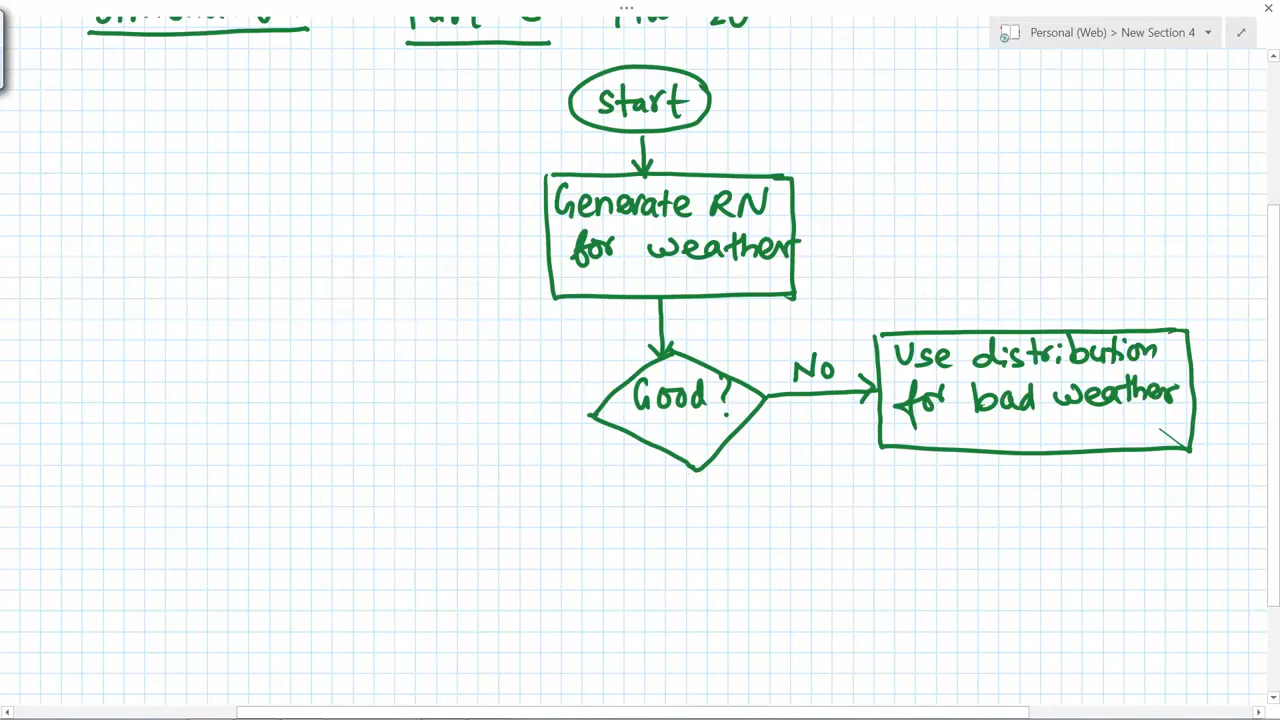 Personal (Web) > New Section 4
start
Generate RN
for weather
Good?
No
Use distribution
for bad weather